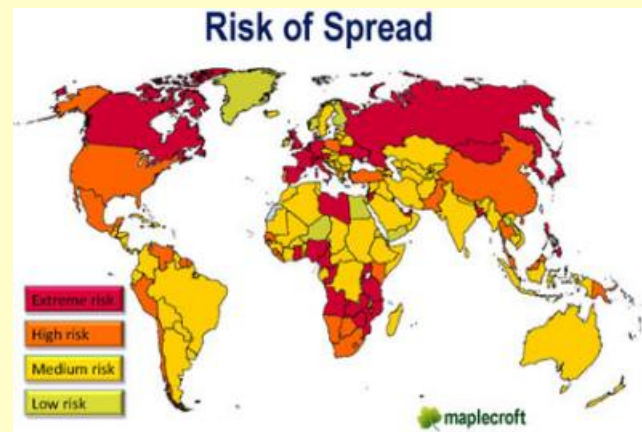 Risk of Spread
Extreme risk
High risk
Medium risk
Low risk
maplecroft